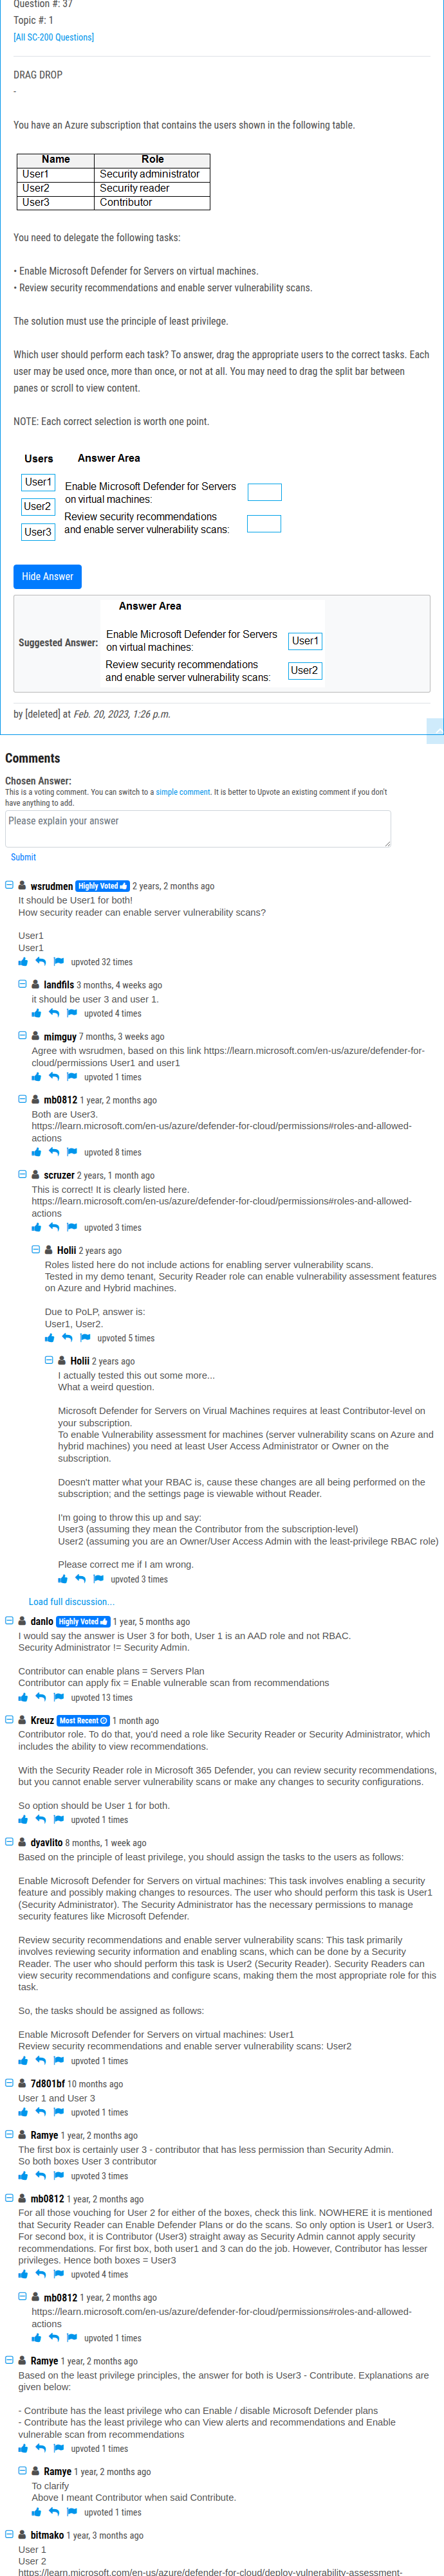 Question #: 37
Topic #: 1
[All SC-200 Questions]
DRAG DROP
-
You have an Azure subscription that contains the users shown in the following table.
Name Role
User1 Security administrator
User2 Security reader
User3 Contributor
You need to delegate the following tasks:
• Enable Microsoft Defender for Servers on virtual machines.
• Review security recommendations and enable server vulnerability scans.
The solution must use the principle of least privilege.
Which user should perform each task? To answer, drag the appropriate users to the correct tasks. Each
user may be used once, more than once, or not at all. You may need to drag the split bar between
panes or scroll to view content.
NOTE: Each correct selection is worth one point.
Users Answer Area
User1
User2
User3
Enable Microsoft Defender for Servers
on virtual machines:
Review security recommendations
and enable server vulnerability scans:
Hide Answer
Suggested Answer:
Answer Area
Enable Microsoft Defender for Servers
on virtual machines: User1
Review security recommendations
and enable server vulnerability scans: User2
by [deleted] at Feb. 20, 2023, 1:26 p.m.
Comments
Chosen Answer:
This is a voting comment. You can switch to a simple comment. It is better to Upvote an existing comment if you don't
have anything to add.
Please explain your answer
Submit
wsrudmen Highly Voted 2 years, 2 months ago
It should be User1 for both!
How security reader can enable server vulnerability scans?
User1
User1
upvoted 32 times
landfils 3 months, 4 weeks ago
it should be user 3 and user 1.
upvoted 4 times
mimguy 7 months, 3 weeks ago
Agree with wsrudmen, based on this link https://learn.microsoft.com/en-us/azure/defender-for-
cloud/permissions User1 and user1
upvoted 1 times
mb0812 1 year, 2 months ago
Both are User3.
https://learn.microsoft.com/en-us/azure/defender-for-cloud/permissions#roles-and-allowed-
actions
upvoted 8 times
scruzer 2 years, 1 month ago
This is correct! It is clearly listed here.
https://learn.microsoft.com/en-us/azure/defender-for-cloud/permissions#roles-and-allowed-
actions
upvoted 3 times
Holii 2 years ago
Roles listed here do not include actions for enabling server vulnerability scans.
Tested in my demo tenant, Security Reader role can enable vulnerability assessment features
on Azure and Hybrid machines.
Due to PoLP, answer is:
User1, User2.
upvoted 5 times
Holii 2 years ago
I actually tested this out some more...
What a weird question.
Microsoft Defender for Servers on Virual Machines requires at least Contributor-level on
your subscription.
To enable Vulnerability assessment for machines (server vulnerability scans on Azure and
hybrid machines) you need at least User Access Administrator or Owner on the
subscription.
Doesn't matter what your RBAC is, cause these changes are all being performed on the
subscription; and the settings page is viewable without Reader.
I'm going to throw this up and say:
User3 (assuming they mean the Contributor from the subscription-level)
User2 (assuming you are an Owner/User Access Admin with the least-privilege RBAC role)
Please correct me if I am wrong.
upvoted 3 times
Load full discussion...
danlo Highly Voted 1 year, 5 months ago
I would say the answer is User 3 for both, User 1 is an AAD role and not RBAC.
Security Administrator != Security Admin.
Contributor can enable plans = Servers Plan
Contributor can apply fix = Enable vulnerable scan from recommendations
upvoted 13 times
Kreuz Most Recent 1 month ago
Contributor role. To do that, you'd need a role like Security Reader or Security Administrator, which
includes the ability to view recommendations.
With the Security Reader role in Microsoft 365 Defender, you can review security recommendations,
but you cannot enable server vulnerability scans or make any changes to security configurations.
So option should be User 1 for both.
upvoted 1 times
dyavlito 8 months, 1 week ago
Based on the principle of least privilege, you should assign the tasks to the users as follows:
Enable Microsoft Defender for Servers on virtual machines: This task involves enabling a security
feature and possibly making changes to resources. The user who should perform this task is User1
(Security Administrator). The Security Administrator has the necessary permissions to manage
security features like Microsoft Defender.
Review security recommendations and enable server vulnerability scans: This task primarily
involves reviewing security information and enabling scans, which can be done by a Security
Reader. The user who should perform this task is User2 (Security Reader). Security Readers can
view security recommendations and configure scans, making them the most appropriate role for this
task.
So, the tasks should be assigned as follows:
Enable Microsoft Defender for Servers on virtual machines: User1
Review security recommendations and enable server vulnerability scans: User2
upvoted 1 times
7d801bf 10 months ago
User 1 and User 3
upvoted 1 times
Ramye 1 year, 2 months ago
The first box is certainly user 3 - contributor that has less permission than Security Admin.
So both boxes User 3 contributor
upvoted 3 times
mb0812 1 year, 2 months ago
For all those vouching for User 2 for either of the boxes, check this link. NOWHERE it is mentioned
that Security Reader can Enable Defender Plans or do the scans. So only option is User1 or User3.
For second box, it is Contributor (User3) straight away as Security Admin cannot apply security
recommendations. For first box, both user1 and 3 can do the job. However, Contributor has lesser
privileges. Hence both boxes = User3
upvoted 4 times
mb0812 1 year, 2 months ago
https://learn.microsoft.com/en-us/azure/defender-for-cloud/permissions#roles-and-allowed-
actions
upvoted 1 times
Ramye 1 year, 2 months ago
Based on the least privilege principles, the answer for both is User3 - Contribute. Explanations are
given below:
- Contribute has the least privilege who can Enable / disable Microsoft Defender plans
- Contribute has the least privilege who can View alerts and recommendations and Enable
vulnerable scan from recommendations
upvoted 1 times
Ramye 1 year, 2 months ago
To clarify
Above I meant Contributor when said Contribute.
upvoted 1 times
bitmako 1 year, 3 months ago
User 1
User 2
https://learn.microsoft.com/en-us/azure/defender-for-cloud/deploy-vulnerability-assessment-